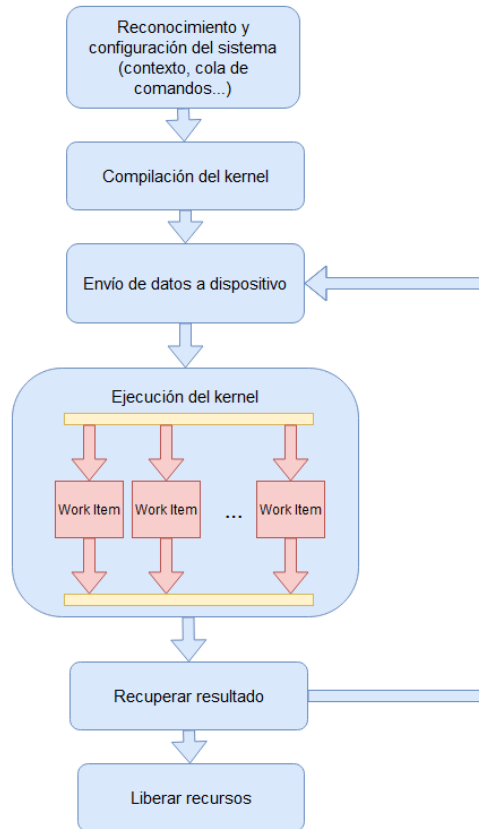 Reconocimiento y
configuración del sistema
(contexto, cola de
comandos...)
Compilación del kernel
Envío de datos a dispositivo
Ejecución del kernel
Work Item Work Item ... Work Item
Recuperar resultado
Liberar recursos